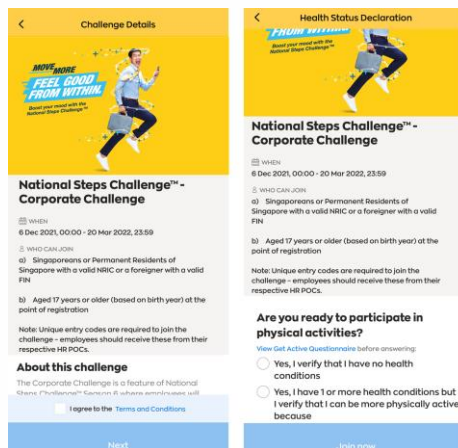 Challenge Details
MOVE MORE
FEEL GOOD
FROM WITHIN.
Boost your mood with the
National Steps Challenge™
National Steps Challenge™ -
Corporate Challenge
WHEN
6 Dec 2021, 00:00 - 20 Mar 2022, 23:59
WHO CAN JOIN
a) Singaporeans or Permanent Residents of
Singapore with a valid NRIC or a foreigner with a valid
FIN
b) Aged 17 years or older (based on birth year) at the
point of registration
Note: Unique entry codes are required to join the
challenge - employees should receive these from their
respective HR POCs.
About this challenge
The Corporate Challenge is a feature of National
Steps Challenge™ Season 6 where employees will
I agree to the Terms and Conditions
Next
Health Status Declaration
FROM WITHIN.
Boost your mood with the
National Steps Challenge™
National Steps Challenge™ -
Corporate Challenge
WHEN
6 Dec 2021, 00:00 - 20 Mar 2022, 23:59
WHO CAN JOIN
a) Singaporeans or Permanent Residents of
Singapore with a valid NRIC or a foreigner with a valid
FIN
b) Aged 17 years or older (based on birth year) at the
point of registration
Note: Unique entry codes are required to join the
challenge - employees should receive these from their
respective HR POCs.
Are you ready to participate in
physical activities?
View Get Active Questionnaire before answering:
Yes, I verify that I have no health
conditions
Yes, I have 1 or more health conditions but
I verify that I can be more physically active
because
Join now